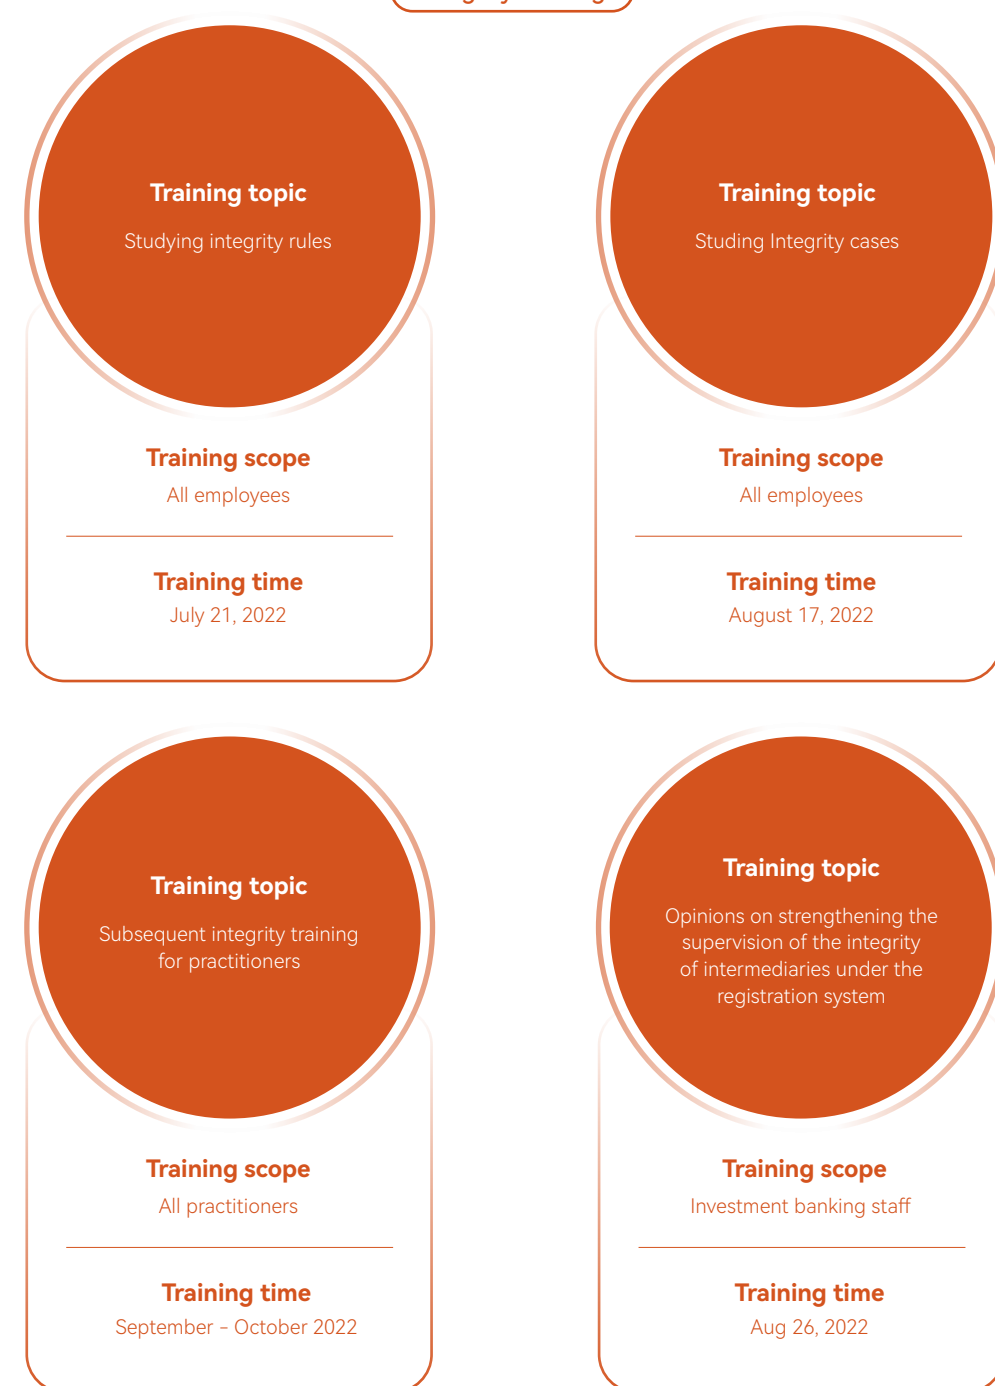 Training topic
Studying integrity rules
Training scope
All employees
Training time
July 21, 2022
Training topic
Studing Integrity cases
Training scope
All employees
Training time
August 17, 2022
Training topic
Subsequent integrity training
for practitioners
Training scope
All practitioners
Training time
September - October 2022
Training topic
Opinions on strengthening the
supervision of the integrity
of intermediaries under the
registration system
Training scope
Investment banking staff
Training time
Aug 26, 2022